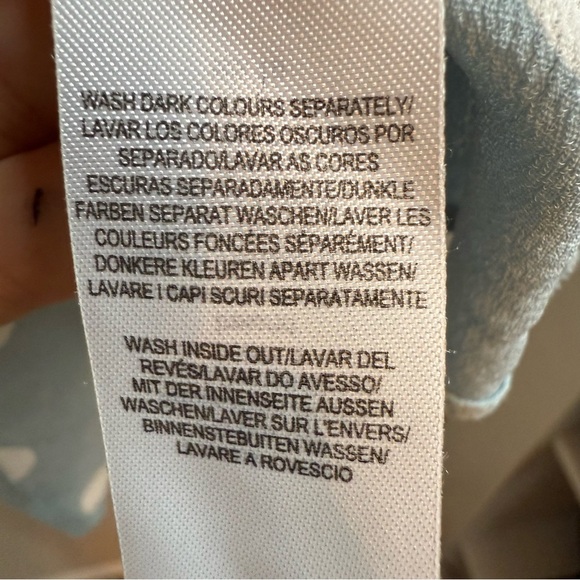 WASH DARK COLOURS SEPARATELY/
LAVAR LOS COLORES OSCUROS POR
SEPARADO/LAVAR AS CORES
ESCURAS SEPARADAMENTE/DUNKLE
FARBEN SEPARAT WASCHEN/LAVER LES
COULEURS FONCÉES SÉPARÉMENT/
DONKERE KLEUREN APART WASSEN/
LAVARE I CAPI SCURI SEPARATAMENTE
WASH INSIDE OUT/LAVAR DEL
REVÉS/LAVAR DO AVESSO/
MIT DER INNENSEITE AUSSEN
WASCHEN/LAVER SUR L'ENVERS/
BINNENSTEBUITEN WASSEN/
LAVARE A ROVESCIO